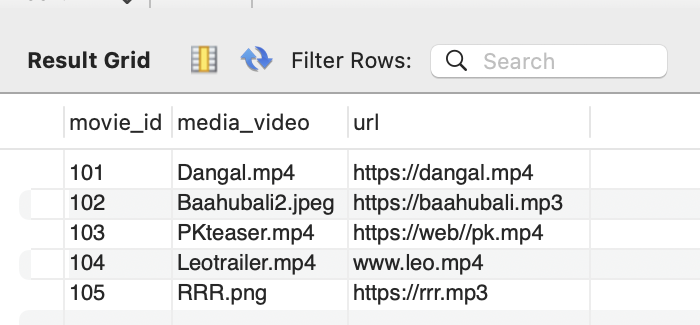 Result Grid Filter Rows: Search
movie_id media_video url
101 Dangal.mp4 https://dangal.mp4
102 Baahubali2.jpeg https://baahubali.mp3
103 PKteaser.mp4 https://web//pk.mp4
104 Leotrailer.mp4 www.leo.mp4
105 RRR.png https://rrr.mp3